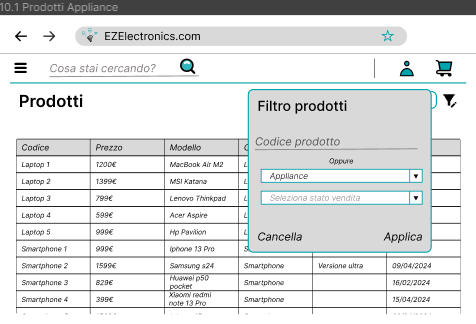 10.1 Prodotti Appliance
EZElectronics.com
Cosa stai cercando?
Prodotti
Filtro prodotti
Codice prodotto
Oppure
Appliance
Seleziona stato vendita
Cancella Applica
Codice Prezzo Modello
Laptop 1 1200€ MacBook Air M2
Laptop 2 1399€ MSI Katana
Laptop 3 799€ Lenovo Thinkpad
Laptop 4 599€ Acer Aspire
Laptop 5 999€ Hp Pavilion
Smartphone 1 999€ Iphone 13 Pro
Smartphone 2 1599€ Samsung s24 Smartphone Versione ultra 09/04/2024
Smartphone 3 829€ Huawei p50 pocket Smartphone 16/02/2024
Smartphone 4 399€ Xiaomi redmi note 13 Pro Smartphone 15/04/2024